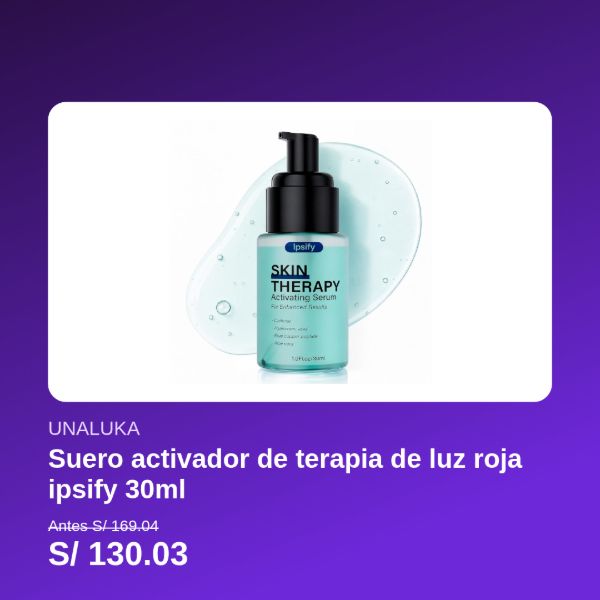 Ipsify
SKIN
THERAPY
Activating Serum
For Enhanced Results
UNALUKA
Suero activador de terapia de luz roja
ipsify 30ml
Antes S/ 169.04
S/ 130.03